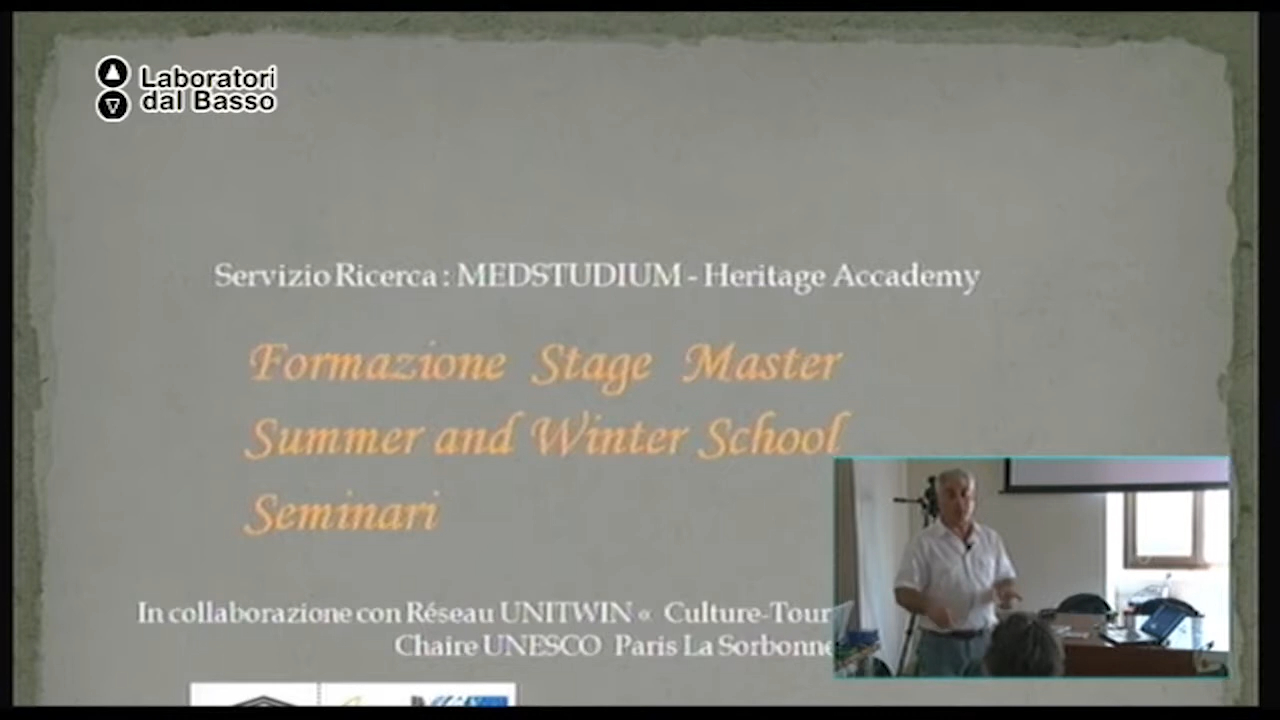 Laboratori
dal Basso
Servizio Ricerca : MEDSTUDIUM - Heritage Accademy
Formazione Stage Master
Summer and Winter School
Seminari
In collaborazione con Réseau UNITWIN « Culture-Tour
Chaire UNESCO Paris La Sorbonne